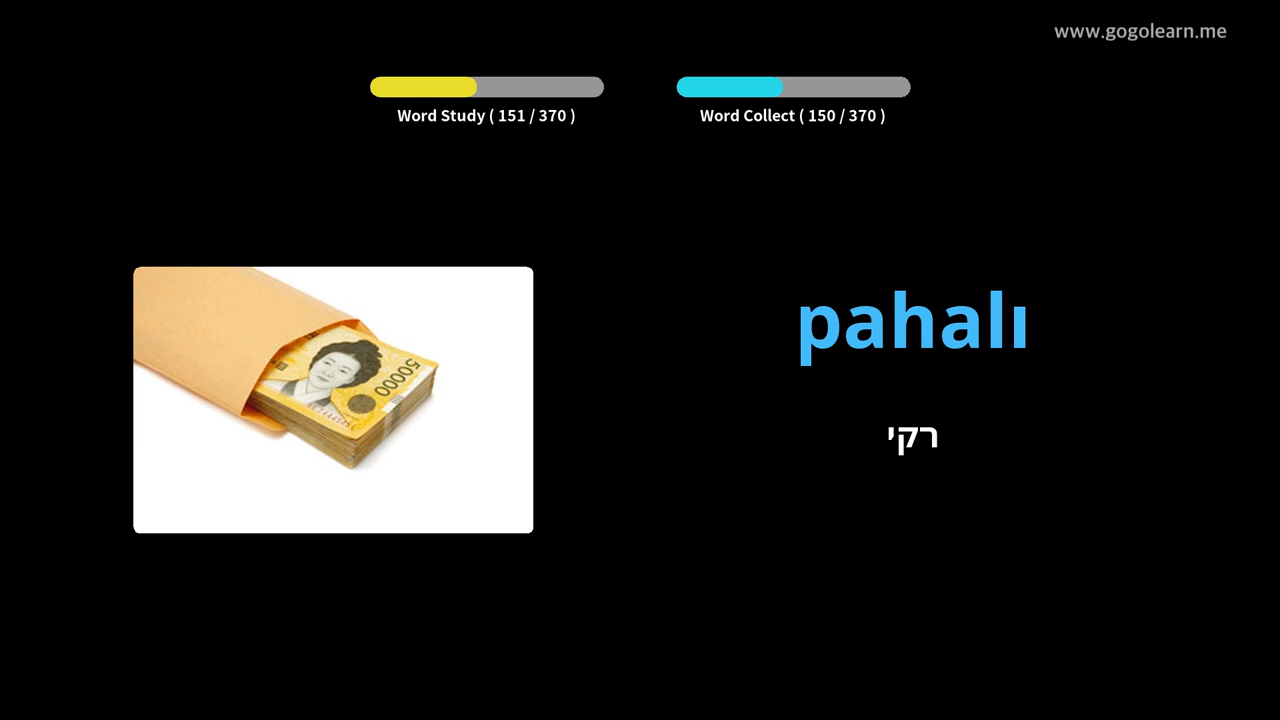 www.gogolearn.me
Word Study ( 151 / 370 )
Word Collect ( 150 / 370 )
50000
pahalı
רקי